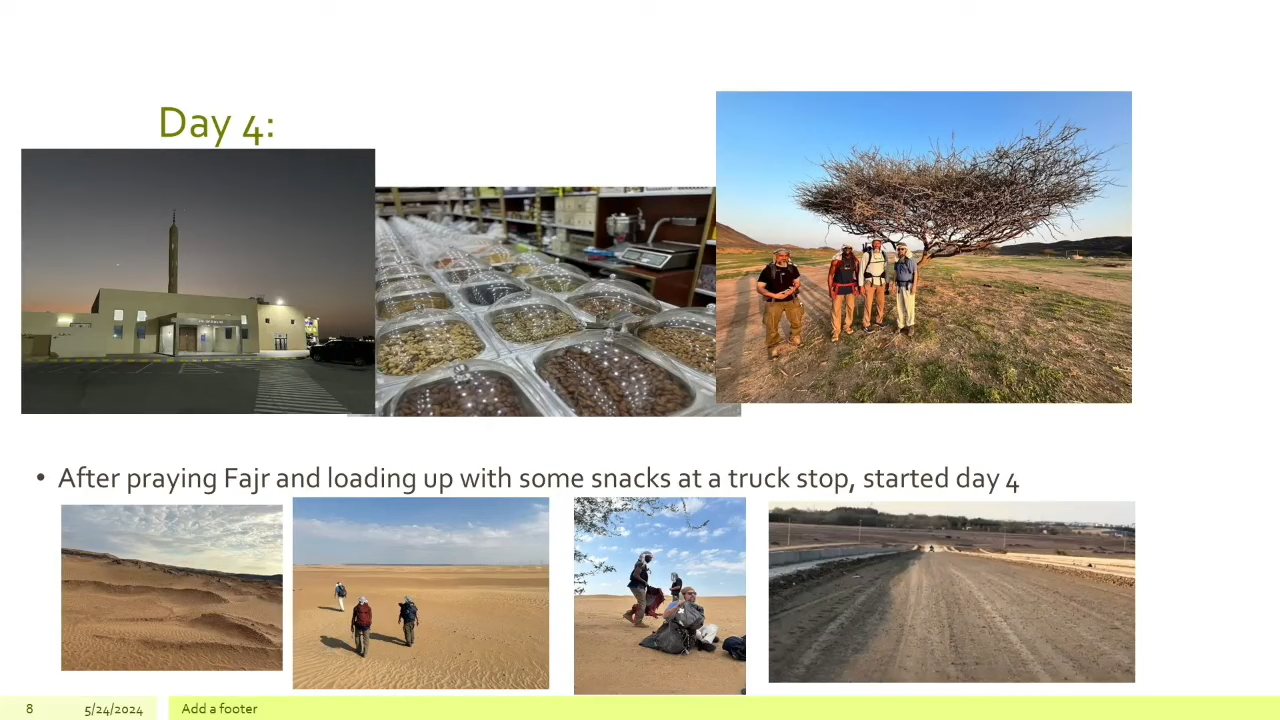 Day 4:
• After praying Fajr and loading up with some snacks at a truck stop, started day 4
8
5/24/2024
Add a footer